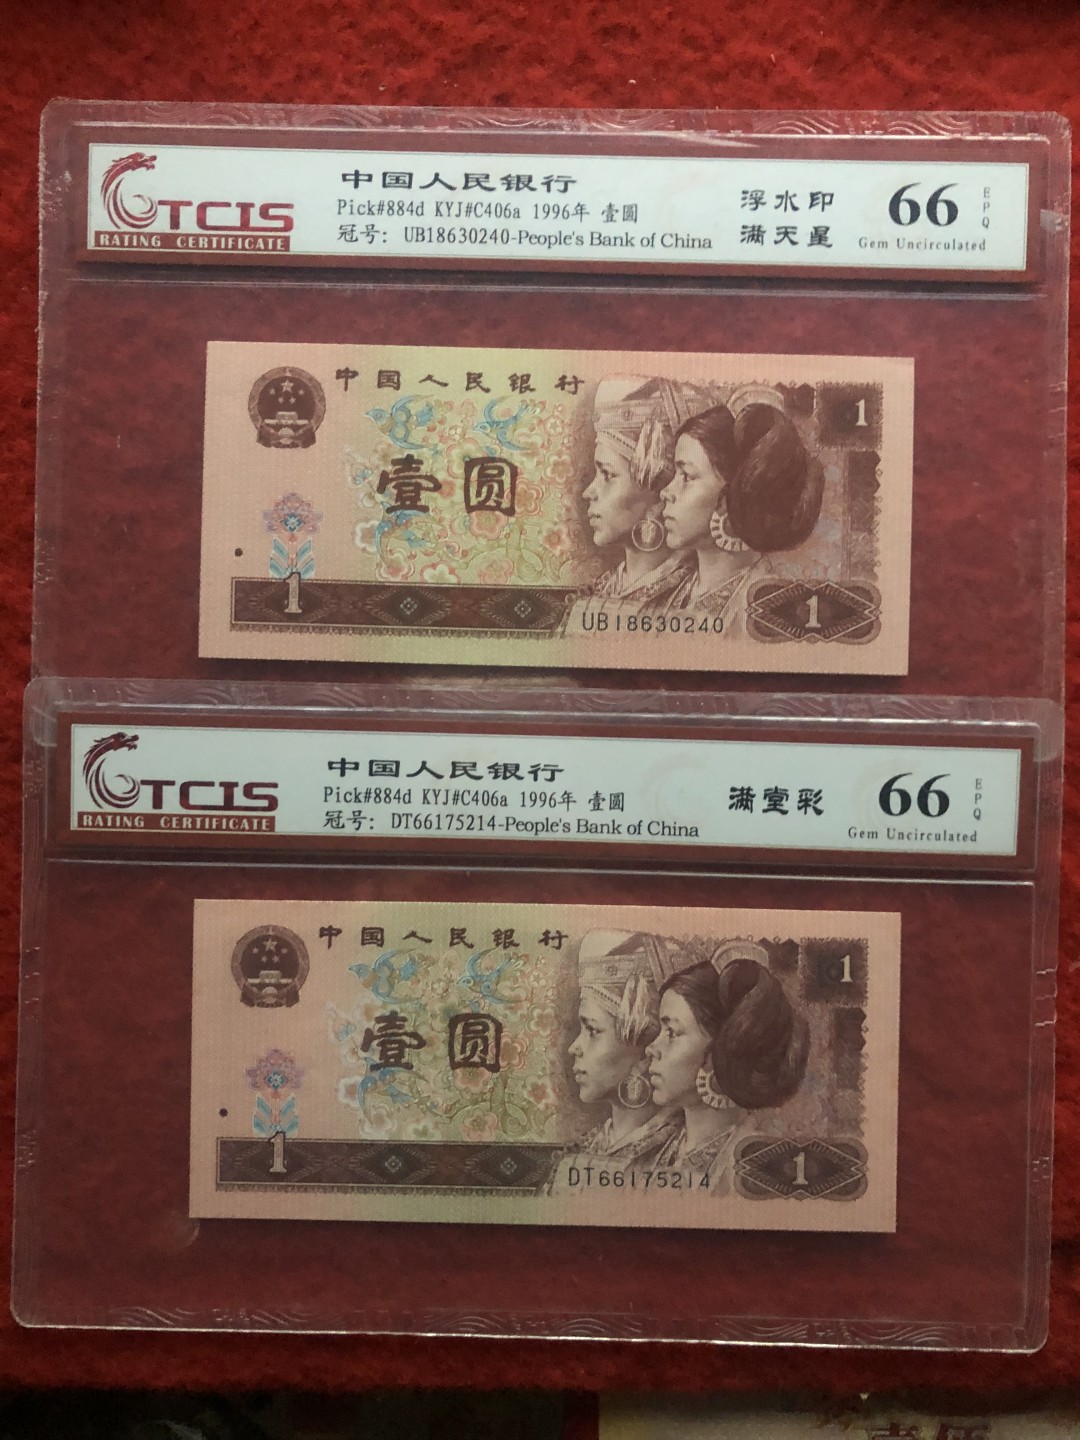 TCIS
RATING CERTIFICATE
中国人民银行
Pick#884d KYJ#C406a 1996年 壹圆
冠号: UB18630240-People's Bank of China
浮水印
满天星
66
EPQ
Gem Uncirculated
中国人民银行
1
壹圆
1
UB18630240
1
TCIS
RATING CERTIFICATE
中国人民银行
Pick#884d KYJ#C406a 1996年 壹圆
冠号: DT66175214-People's Bank of China
满堂彩
66
EPQ
Gem Uncirculated
中国人民银行
1
壹圆
1
DT66175214
1